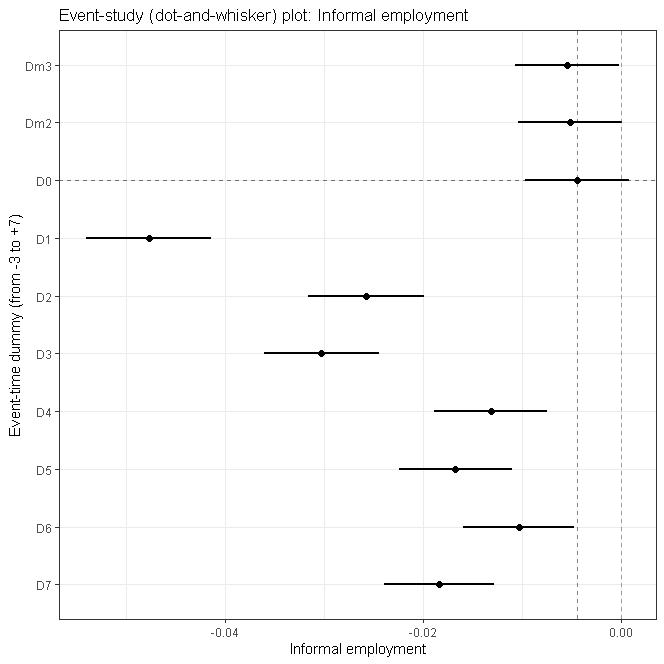 Event-study (dot-and-whisker) plot: Informal employment
Event-time dummy (from -3 to +7)
Dm3
Dm2
D0
D1
D2
D3
D4
D5
D6
D7
-0.04
-0.02
0.00
Informal employment